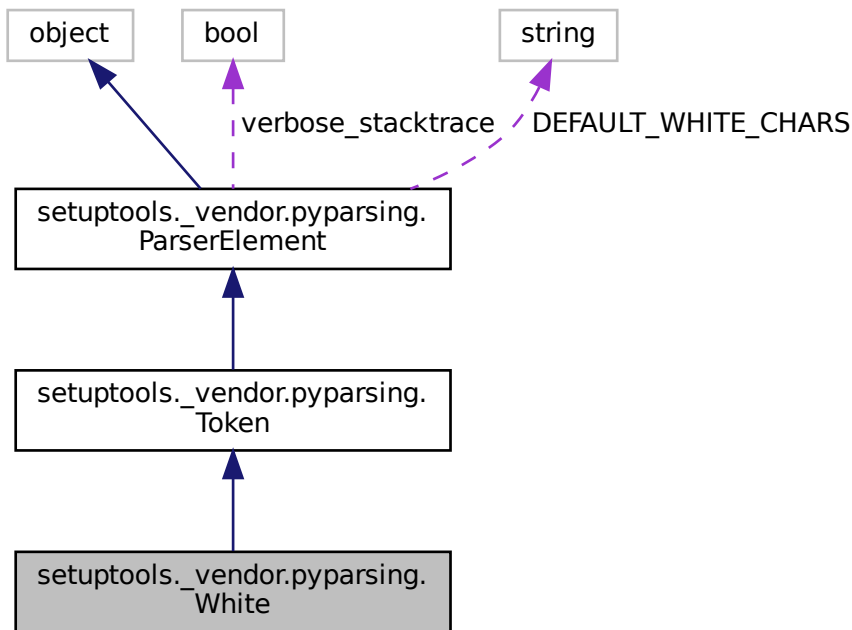 object
bool
string
verbose_stacktrace
DEFAULT_WHITE_CHARS
setuptools._vendor.pyparsing.
ParserElement
setuptools._vendor.pyparsing.
Token
setuptools._vendor.pyparsing.
White